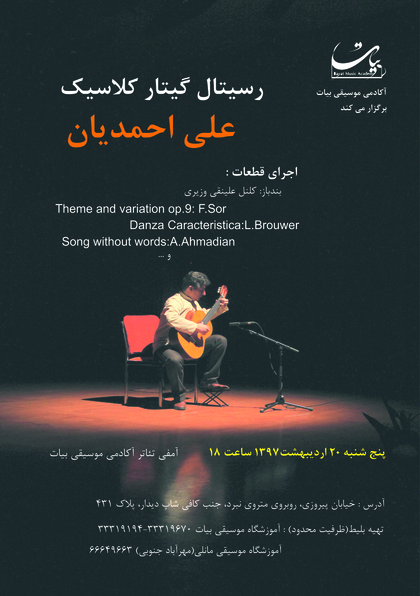 بیات
Bayat Music Academy
آکادمی موسیقی بیات
برگزار می کند
رسیتال گیتار کلاسیک
علی احمدیان
اجرای قطعات :
بندباز: کلنل علینقی وزیری
Theme and variation op.9: F.Sor
Danza Caracteristica:L.Brouwer
Song without words:A.Ahmadian
و ...
پنج شنبه ۲۰ اردیبهشت ۱۳۹۷ ساعت ۱۸
آمفی تئاتر آکادمی موسیقی بیات
آدرس : خیابان پیروزی، روبروی متروی نبرد، جنب کافی شاپ دیدار، پلاک ۴۳۱
تهیه بلیط(ظرفیت محدود) : آموزشگاه موسیقی بیات ۳۳۳۱۹۶۷۰-۳۳۳۱۹۱۹۴
آموزشگاه موسیقی مانلی(مهرآباد جنوبی) ۶۶۶۴۹۶۶۳